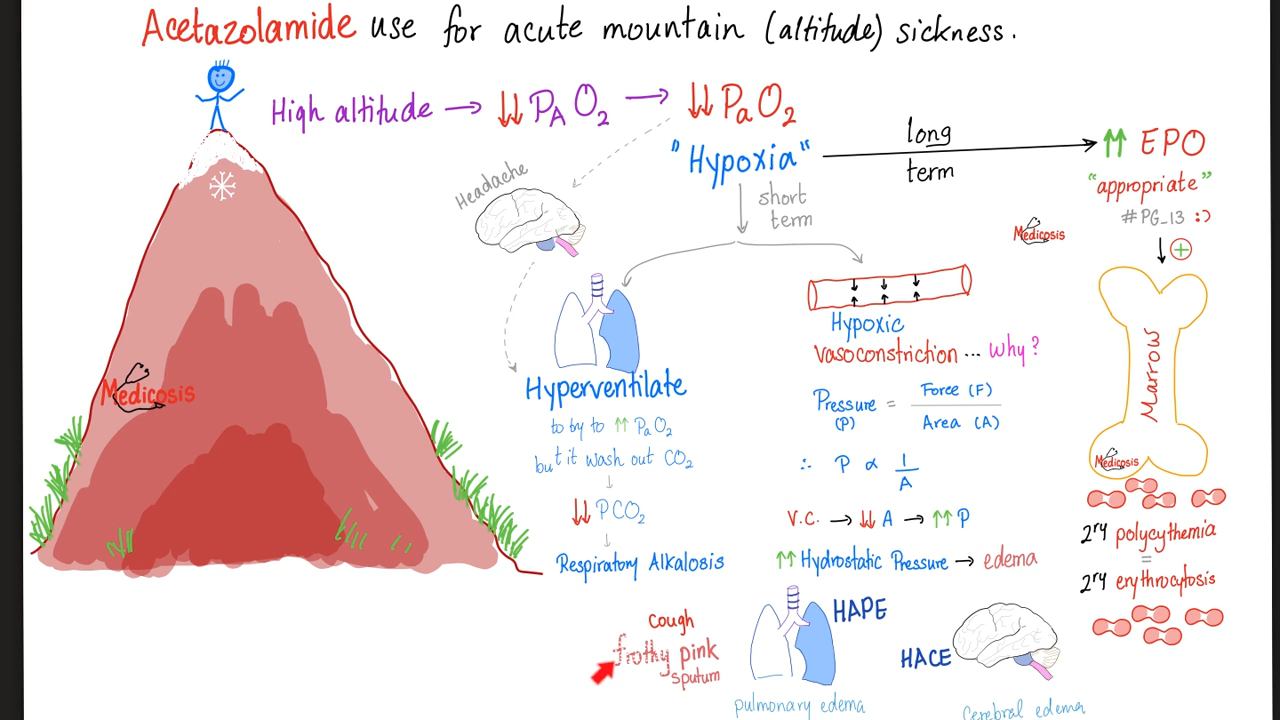 Acetazolamide use for acute mountain (altitude) sickness.
High altitude → ↓↓ PAO2 → ↓↓ PaO2
"Hypoxia"
long
term
↑↑ EPO
"appropriate"
#PG_13 :)
+
short
term
Headache
Medicosis
Hyperventilate
to by to ↑↑ PaO2
but it wash out CO2
↓
↓↓ PCO2
↓
Respiratory Alkalosis
Hypoxic
vasoconstriction ... why?
Pressure = Force (F)
(P) Area (A)
∴ P ∝ 1
A
V.C. → ↓↓ A → ↑↑ P
↑↑ Hydrostatic Pressure → edema
Marrow
Medicosis
2ry polycythemia
=
2ry erythrocytosis
Medicosis
Cough
frothy pink
sputum
HAPE
pulmonary edema
HACE
Cerebral edema